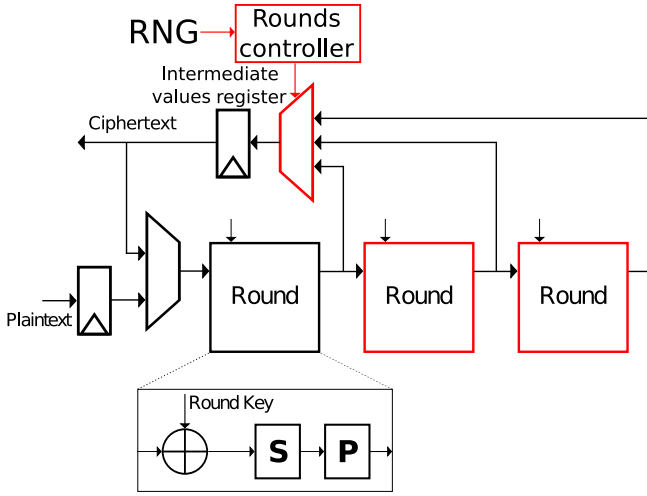 RNG
Rounds
controller
Intermediate
values register
Ciphertext
Plaintext
Round
Round
Round
Round Key
S
P